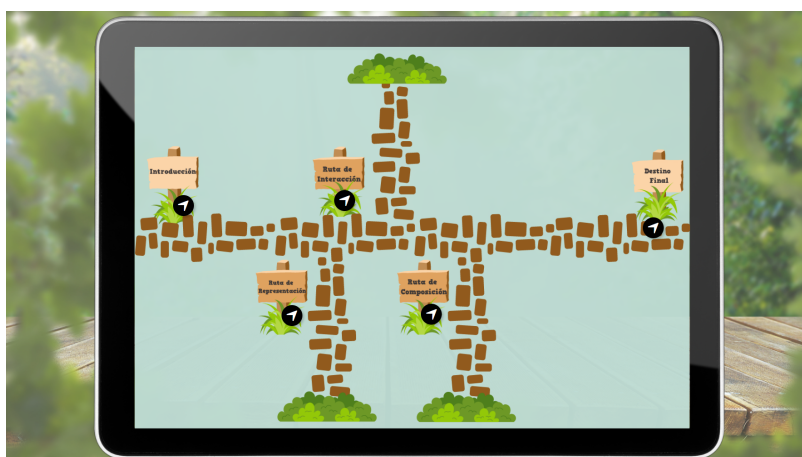 Introducción
Ruta de
Interacción
Destino
Final
Ruta de
Representación
Ruta de
Composición